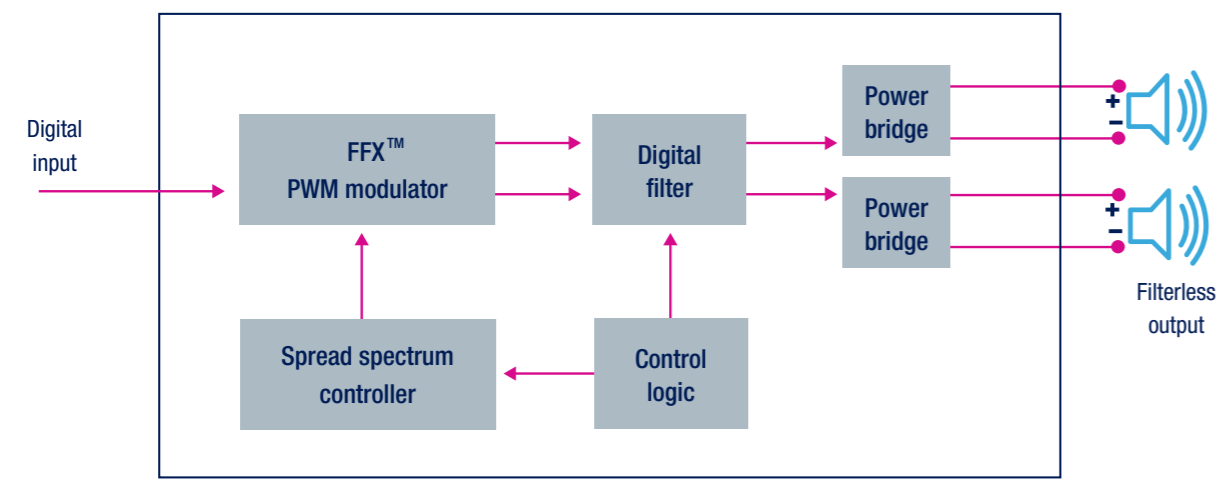 Digital
input
FFX™
PWM modulator
Digital
filter
Power
bridge
+
−
Power
bridge
+
−
Filterless
output
Spread spectrum
controller
Control
logic